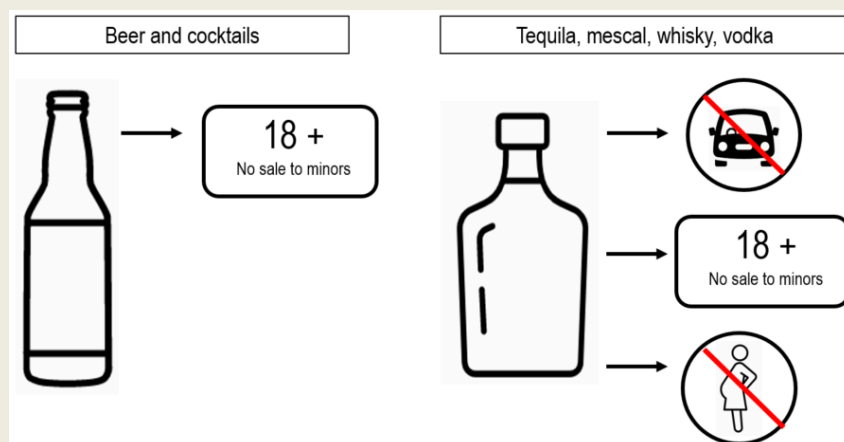 Beer and cocktails
18 +
No sale to minors
Tequila, mescal, whisky, vodka
18 +
No sale to minors